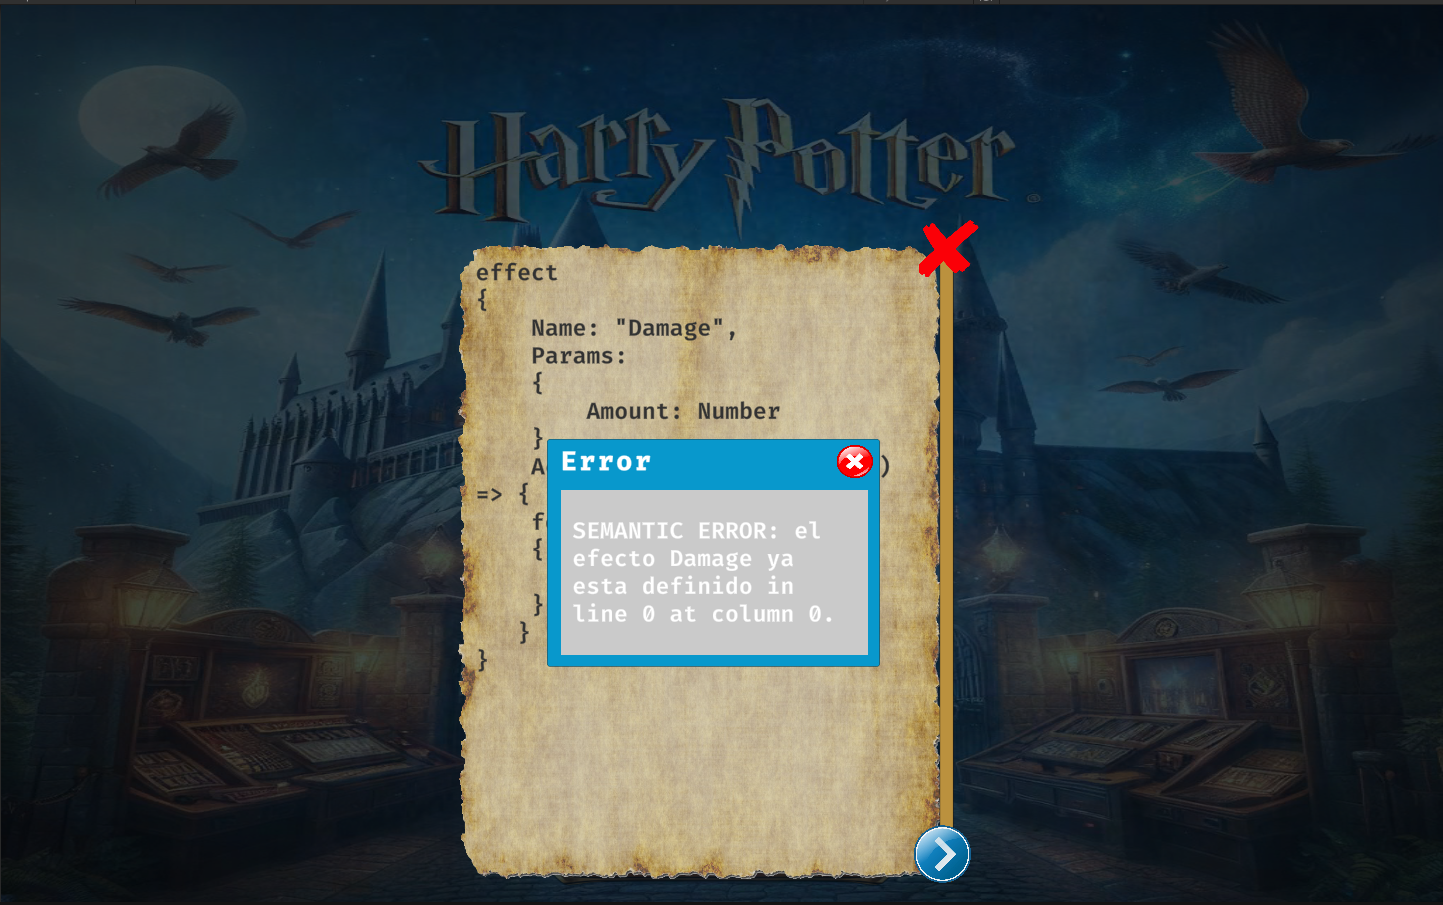 Harry Potter
effect
{
Name: "Damage",
Params:
{
Amount: Number
}
)
=> {
{
}
}
}
Error
SEMANTIC ERROR: el
efecto Damage ya
esta definido in
line 0 at column 0.